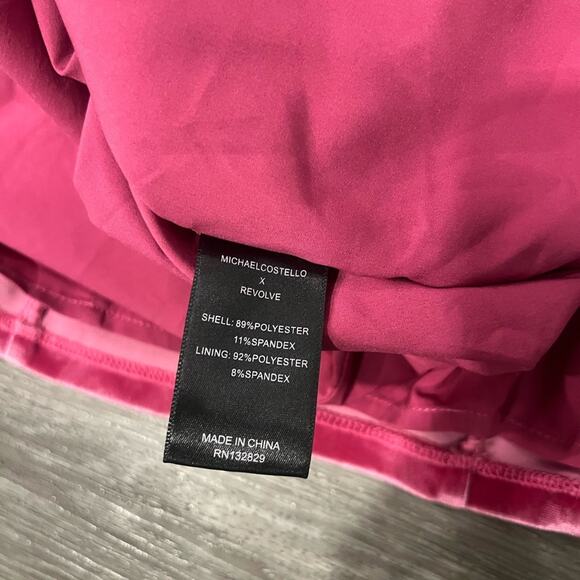 MICHAELCOSTELLO
X
REVOLVE
SHELL: 89%POLYESTER
11%SPANDEX
LINING: 92%POLYESTER
8%SPANDEX
MADE IN CHINA
RN132829